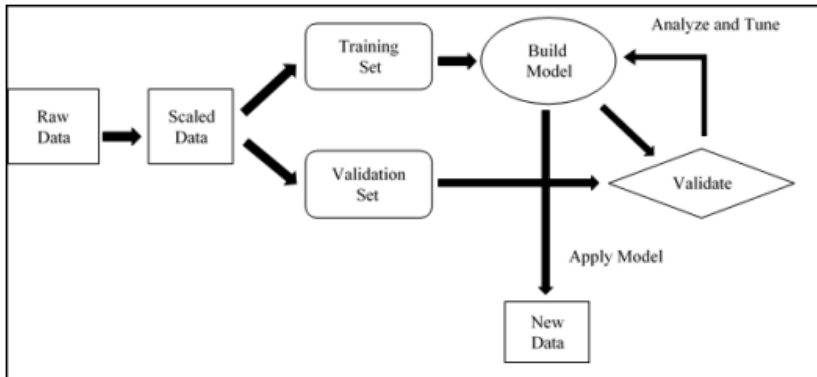 Analyze and Tune
Training
Set
Build
Model
Raw
Data
Scaled
Data
Validation
Set
Validate
Apply Model
New
Data